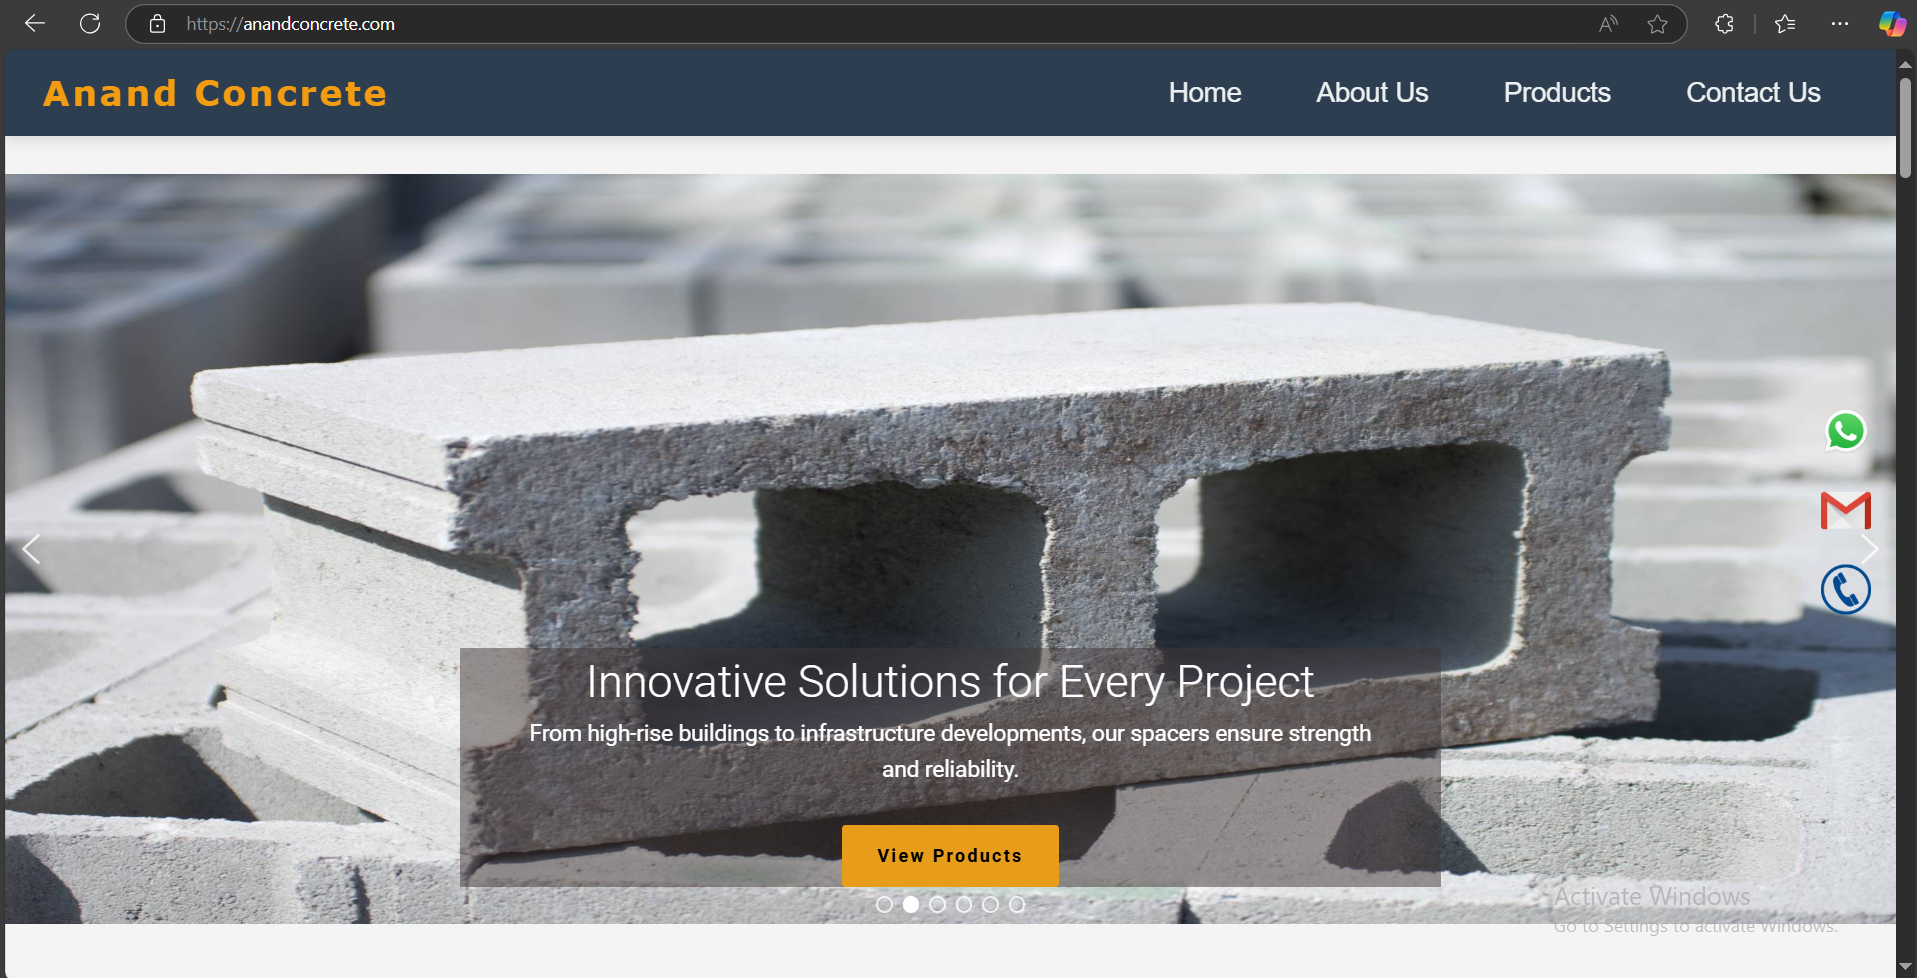 https://anandconcrete.com
Anand Concrete
Home About Us Products Contact Us
Innovative Solutions for Every Project
From high-rise buildings to infrastructure developments, our spacers ensure strength
and reliability.
View Products
Activate Windows
Go to Settings to activate Windows.